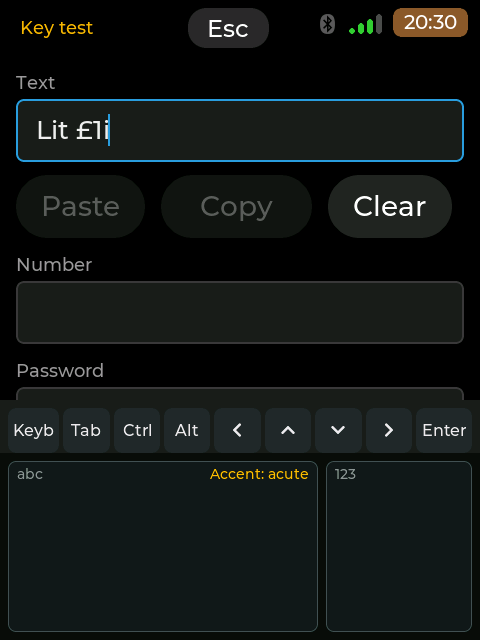 Key test
Esc
20:30
Text
Lit £1i
Paste
Copy
Clear
Number
Password
Keyb
Tab
Ctrl
Alt
Enter
abc
Accent: acute
123